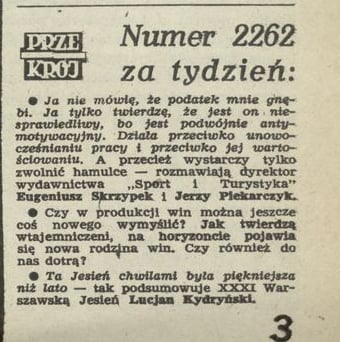 PRZE
KRÓJ
Numer 2262
za tydzień:
● Ja nie mówię, że podatek mnie gnę-
bi. Ja tylko twierdzę, że jest on nie-
sprawiedliwy, bo jest podwójnie anty-
motywacyjny. Działa przeciwko unowo-
cześnianiu pracy i przeciwko jej warto-
ściowaniu. A przecież wystarczy tylko
zwolnić hamulce — rozmawiają dyrektor
wydawnictwa „Sport i Turystyka"
Eugeniusz Skrzypek i Jerzy Piekarczyk.
● Czy w produkcji win można jeszcze
coś nowego wymyślić? Jak twierdzą
wtajemniczeni, na horyzoncie pojawia
się nowa rodzina win. Czy również do
nas dotrą?
● Ta Jesień chwilami była piękniejsza
niż lato — tak podsumowuje XXXI War-
szawską Jesień Lucjan Kydryński.
3